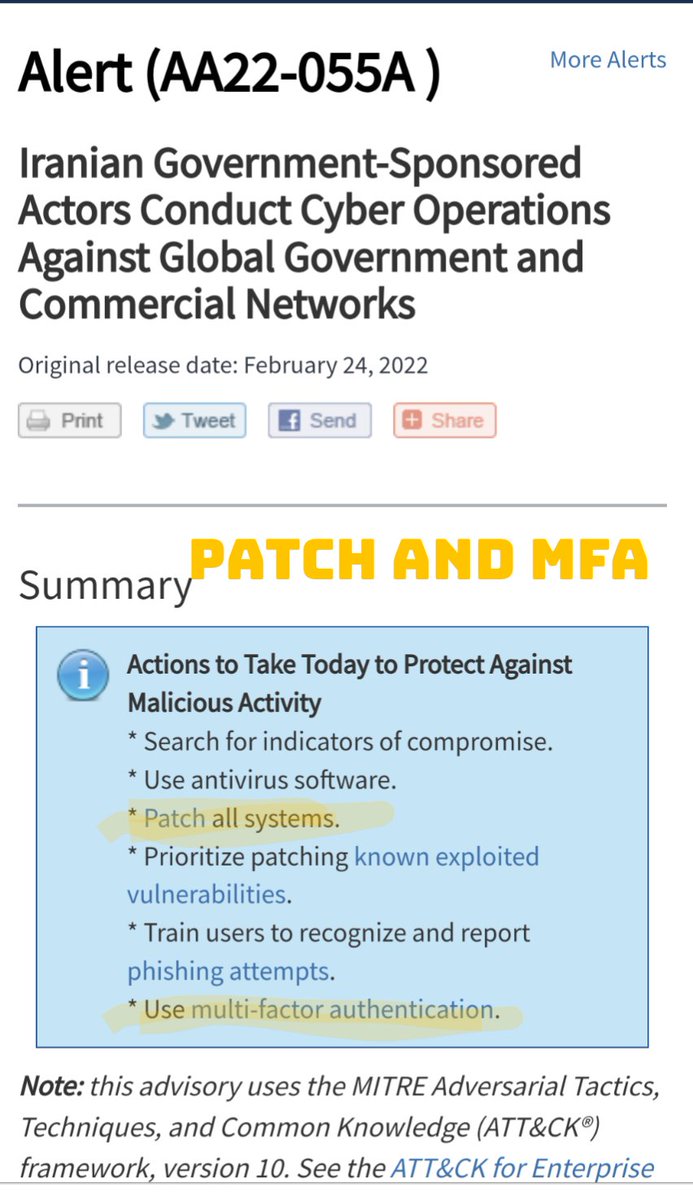 Alert (AA22-055A )
More Alerts
Iranian Government-Sponsored
Actors Conduct Cyber Operations
Against Global Government and
Commercial Networks
Original release date: February 24, 2022
Print Tweet Send Share
PATCH AND MFA
Summary
Actions to Take Today to Protect Against
Malicious Activity
* Search for indicators of compromise.
* Use antivirus software.
* Patch all systems.
* Prioritize patching known exploited
vulnerabilities.
* Train users to recognize and report
phishing attempts.
* Use multi-factor authentication.
Note: this advisory uses the MITRE Adversarial Tactics,
Techniques, and Common Knowledge (ATT&CK®)
framework, version 10. See the ATT&CK for Enterprise